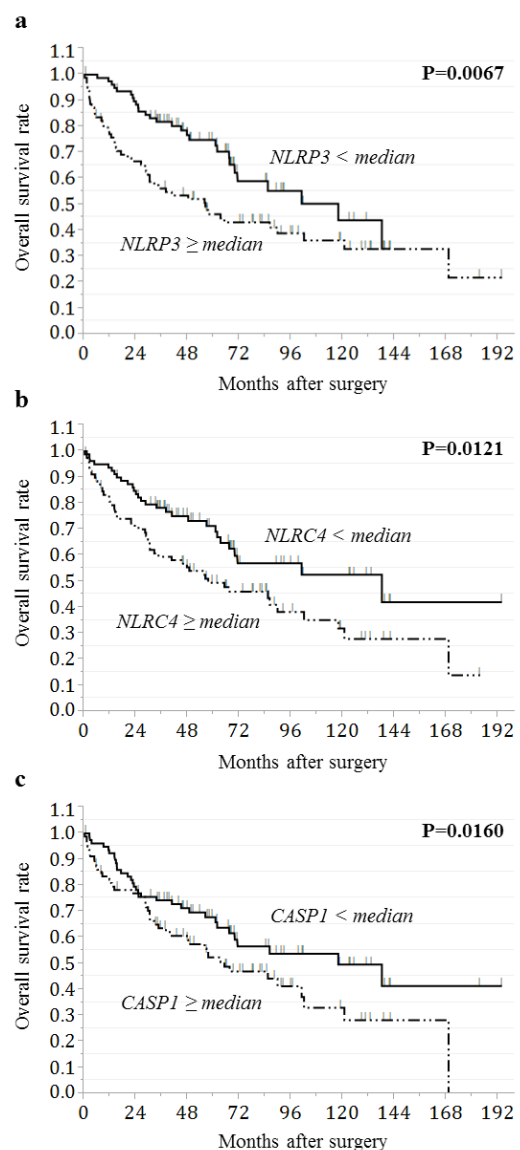 a
1.1
1.0
0.9
0.8
0.7
0.6
0.5
0.4
0.3
0.2
0.1
0.0
Overall survival rate
P=0.0067
NLRP3 < median
NLRP3 ≥ median
0 24 48 72 96 120 144 168 192
Months after surgery
b
1.1
1.0
0.9
0.8
0.7
0.6
0.5
0.4
0.3
0.2
0.1
0.0
Overall survival rate
P=0.0121
NLRC4 < median
NLRC4 ≥ median
0 24 48 72 96 120 144 168 192
Months after surgery
c
1.1
1.0
0.9
0.8
0.7
0.6
0.5
0.4
0.3
0.2
0.1
0.0
Overall survival rate
P=0.0160
CASP1 < median
CASP1 ≥ median
0 24 48 72 96 120 144 168 192
Months after surgery